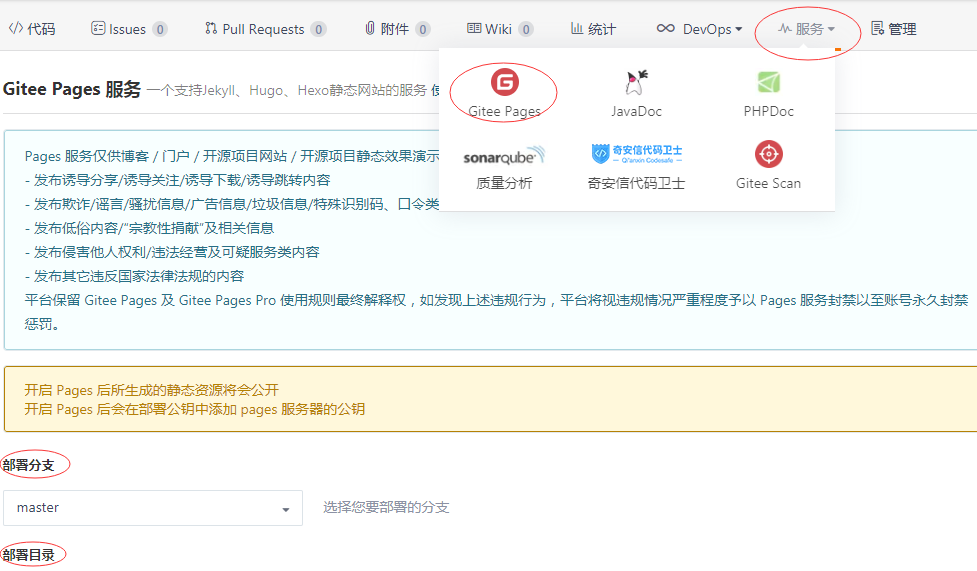 代码 Issues 0 Pull Requests 0 附件 0 Wiki 0 统计 DevOps 服务 管理
Gitee Pages 服务 一个支持Jekyll、Hugo、Hexo静态网站的服务
G
Gitee Pages JavaDoc PHPDoc
sonarqube 奇安信代码卫士
Qi'anxin Codesafe
质量分析 奇安信代码卫士 Gitee Scan
Pages 服务仅供博客 / 门户 / 开源项目网站 / 开源项目静态效果演示
- 发布诱导分享/诱导关注/诱导下载/诱导跳转内容
- 发布欺诈/谣言/骚扰信息/广告信息/垃圾信息/特殊识别码、口令类
- 发布低俗内容/“宗教性捐献”及相关信息
- 发布侵害他人权利/违法经营及可疑服务类内容
- 发布其它违反国家法律法规的内容
平台保留 Gitee Pages 及 Gitee Pages Pro 使用规则最终解释权，如发现上述违规行为，平台将视违规情况严重程度予以 Pages 服务封禁以至账号永久封禁
惩罚。
开启 Pages 后所生成的静态资源将会公开
开启 Pages 后会在部署公钥中添加 pages 服务器的公钥
部署分支
master 选择您要部署的分支
部署目录